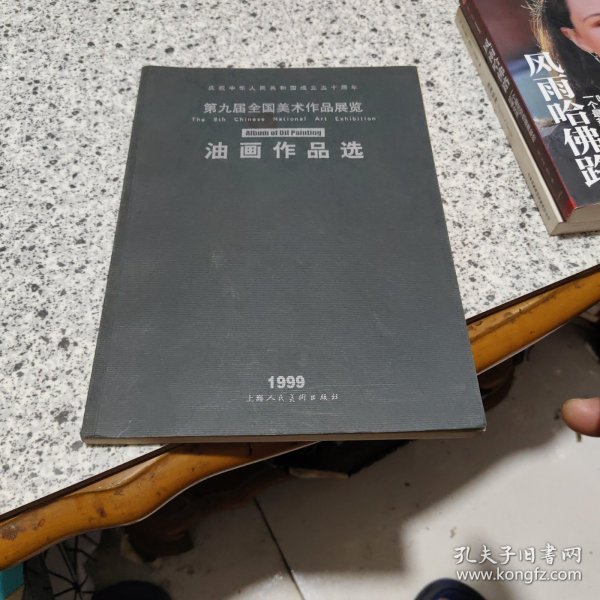 庆祝中华人民共和国成立五十周年
第九届全国美术作品展览
The 9th Chinese National Art Exhibition
Album of Oil Painting
油画作品选
1999
上海人民美术出版社
风雨哈佛路
孔夫子旧书网
www.kongfz.com